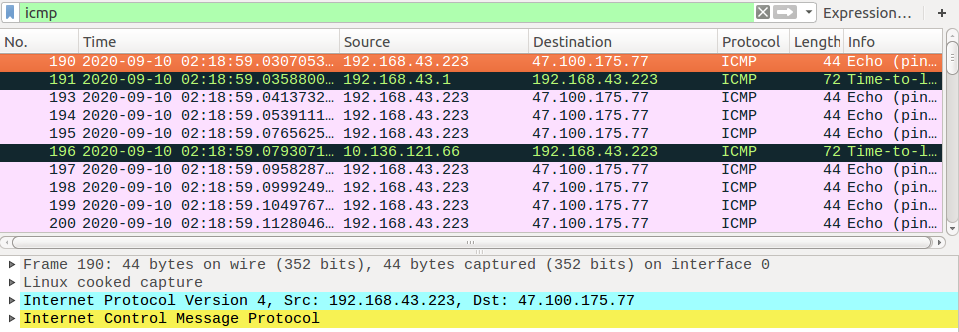 icmp Expression… +
No. Time Source Destination Protocol Length Info
190 2020-09-10 02:18:59.0307053… 192.168.43.223 47.100.175.77 ICMP 44 Echo (pin…
191 2020-09-10 02:18:59.0358800… 192.168.43.1 192.168.43.223 ICMP 72 Time-to-l…
193 2020-09-10 02:18:59.0413732… 192.168.43.223 47.100.175.77 ICMP 44 Echo (pin…
194 2020-09-10 02:18:59.0539111… 192.168.43.223 47.100.175.77 ICMP 44 Echo (pin…
195 2020-09-10 02:18:59.0765625… 192.168.43.223 47.100.175.77 ICMP 44 Echo (pin…
196 2020-09-10 02:18:59.0793071… 10.136.121.66 192.168.43.223 ICMP 72 Time-to-l…
197 2020-09-10 02:18:59.0958287… 192.168.43.223 47.100.175.77 ICMP 44 Echo (pin…
198 2020-09-10 02:18:59.0999249… 192.168.43.223 47.100.175.77 ICMP 44 Echo (pin…
199 2020-09-10 02:18:59.1049767… 192.168.43.223 47.100.175.77 ICMP 44 Echo (pin…
200 2020-09-10 02:18:59.1128046… 192.168.43.223 47.100.175.77 ICMP 44 Echo (pin…
Frame 190: 44 bytes on wire (352 bits), 44 bytes captured (352 bits) on interface 0
Linux cooked capture
Internet Protocol Version 4, Src: 192.168.43.223, Dst: 47.100.175.77
Internet Control Message Protocol